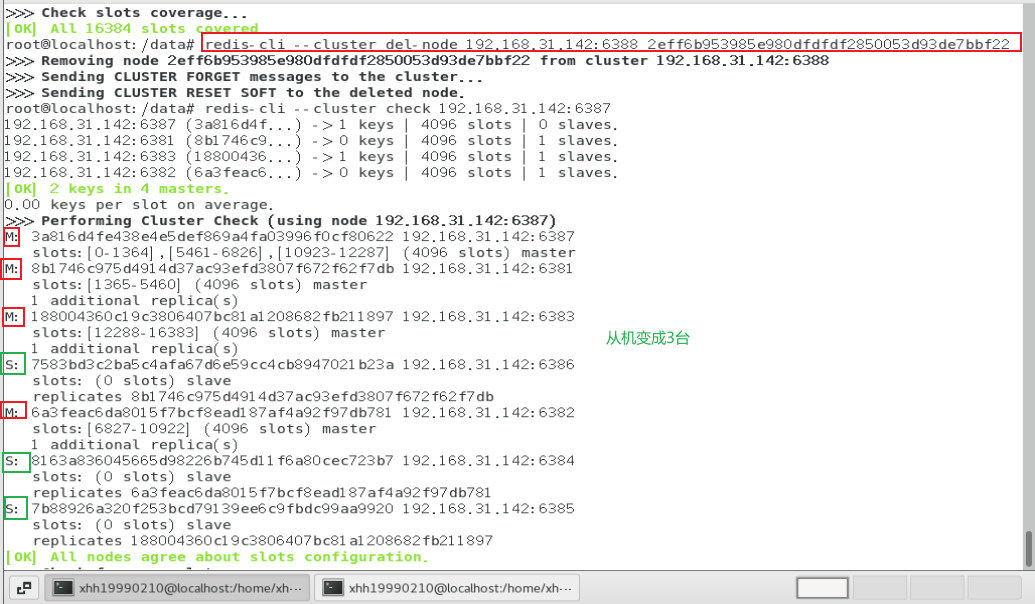 >>> Check slots coverage...
[OK] All 16384 slots covered
root@localhost:/data# redis-cli --cluster del-node 192.168.31.142:6388 2eff6b953985e980dfdfdf2850053d93de7bbf22
>>> Removing node 2eff6b953985e980dfdfdf2850053d93de7bbf22 from cluster 192.168.31.142:6388
>>> Sending CLUSTER FORGET messages to the cluster...
>>> Sending CLUSTER RESET SOFT to the deleted node.
root@localhost:/data# redis-cli --cluster check 192.168.31.142:6387
192.168.31.142:6387 (3a816d4f...) -> 1 keys | 4096 slots | 0 slaves.
192.168.31.142:6381 (8b1746c9...) -> 0 keys | 4096 slots | 1 slaves.
192.168.31.142:6383 (18800436...) -> 1 keys | 4096 slots | 1 slaves.
192.168.31.142:6382 (6a3feac6...) -> 0 keys | 4096 slots | 1 slaves.
[OK] 2 keys in 4 masters.
0.00 keys per slot on average.
>>> Performing Cluster Check (using node 192.168.31.142:6387)
M: 3a816d4fe438e4e5def869a4fa03996f0cf80622 192.168.31.142:6387
slots:[0-1364],[5461-6826],[10923-12287] (4096 slots) master
M: 8b1746c975d4914d37ac93efd3807f672f62f7db 192.168.31.142:6381
slots:[1365-5460] (4096 slots) master
1 additional replica(s)
M: 188004360c19c3806407bc81a1208682fb211897 192.168.31.142:6383
slots:[12288-16383] (4096 slots) master
1 additional replica(s)
从机变成3台
S: 7583bd3c2ba5c4afa67d6e59cc4cb8947021b23a 192.168.31.142:6386
slots: (0 slots) slave
replicates 8b1746c975d4914d37ac93efd3807f672f62f7db
M: 6a3feac6da8015f7bcf8ead187af4a92f97db781 192.168.31.142:6382
slots:[6827-10922] (4096 slots) master
1 additional replica(s)
S: 8163a836045665d98226b745d11f6a80cec723b7 192.168.31.142:6384
slots: (0 slots) slave
replicates 6a3feac6da8015f7bcf8ead187af4a92f97db781
S: 7b88926a320f253bcd79139ee6c9fbdc99aa9920 192.168.31.142:6385
slots: (0 slots) slave
replicates 188004360c19c3806407bc81a1208682fb211897
[OK] All nodes agree about slots configuration.
xhh19990210@localhost:/home/xh···
xhh19990210@localhost:/home/xh···